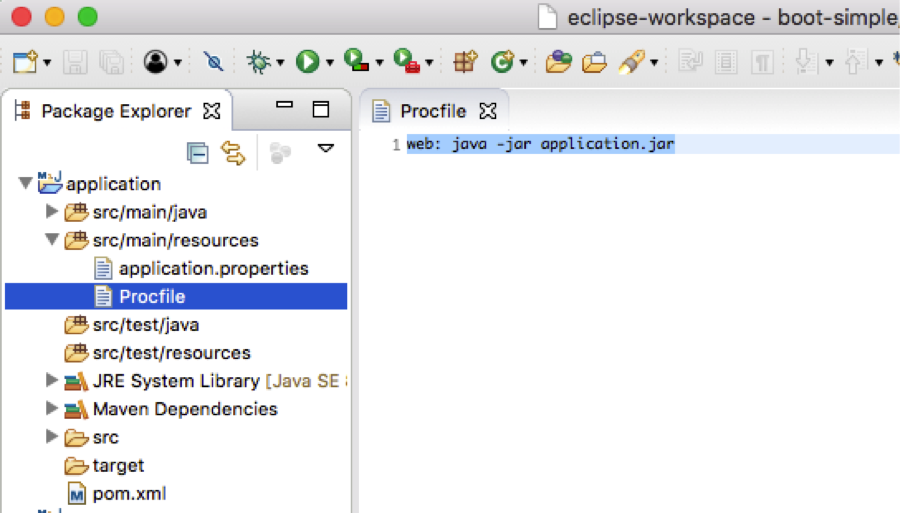 eclipse-workspace - boot-simple
Package Explorer
Procfile
1 web: java -jar application.jar
application
src/main/java
src/main/resources
application.properties
Procfile
src/test/java
src/test/resources
JRE System Library [Java SE
Maven Dependencies
src
target
pom.xml